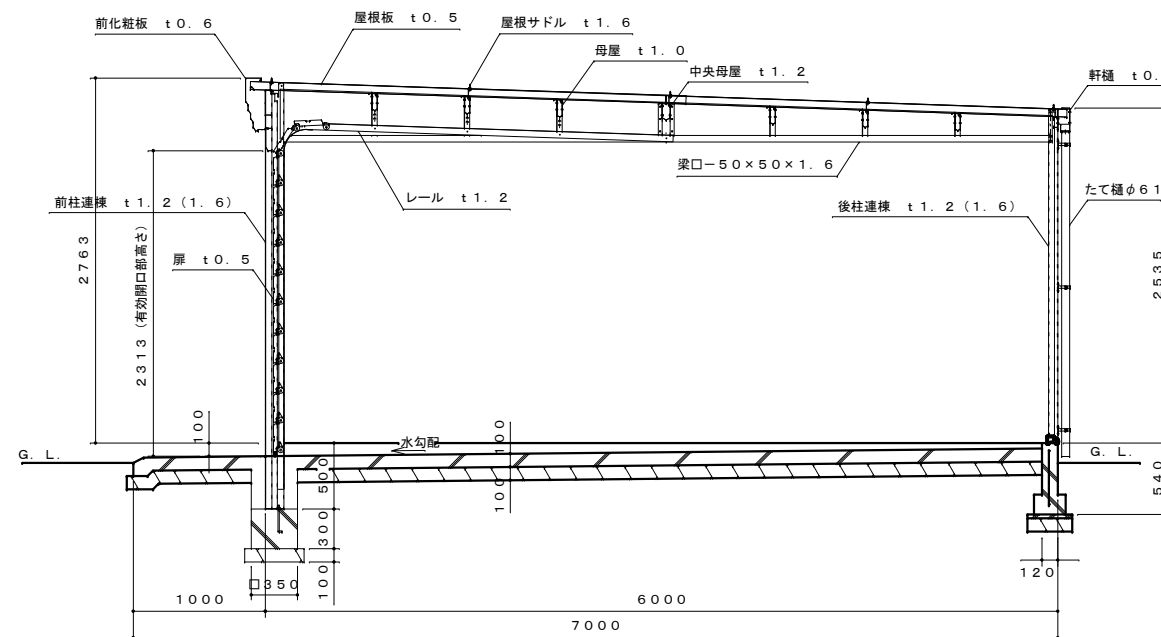 前化粧板 ｔ０．６
屋根板 ｔ０．５
屋根サドル ｔ１．６
母屋 ｔ１．０
中央母屋 ｔ１．２
軒樋 ｔ０．
梁口－５０×５０×１．６
レール ｔ１．２
前柱連棟 ｔ１．２（１．６）
後柱連棟 ｔ１．２（１．６）
たて樋φ６１
扉 ｔ０．５
２７６３
２３１３（有効開口部高さ）
２５３５
１００
水勾配
１００
Ｇ．Ｌ．
Ｇ．Ｌ．
１００
５００
５４０
３００
１００
□３５０
１２０
１０００
６０００
７０００